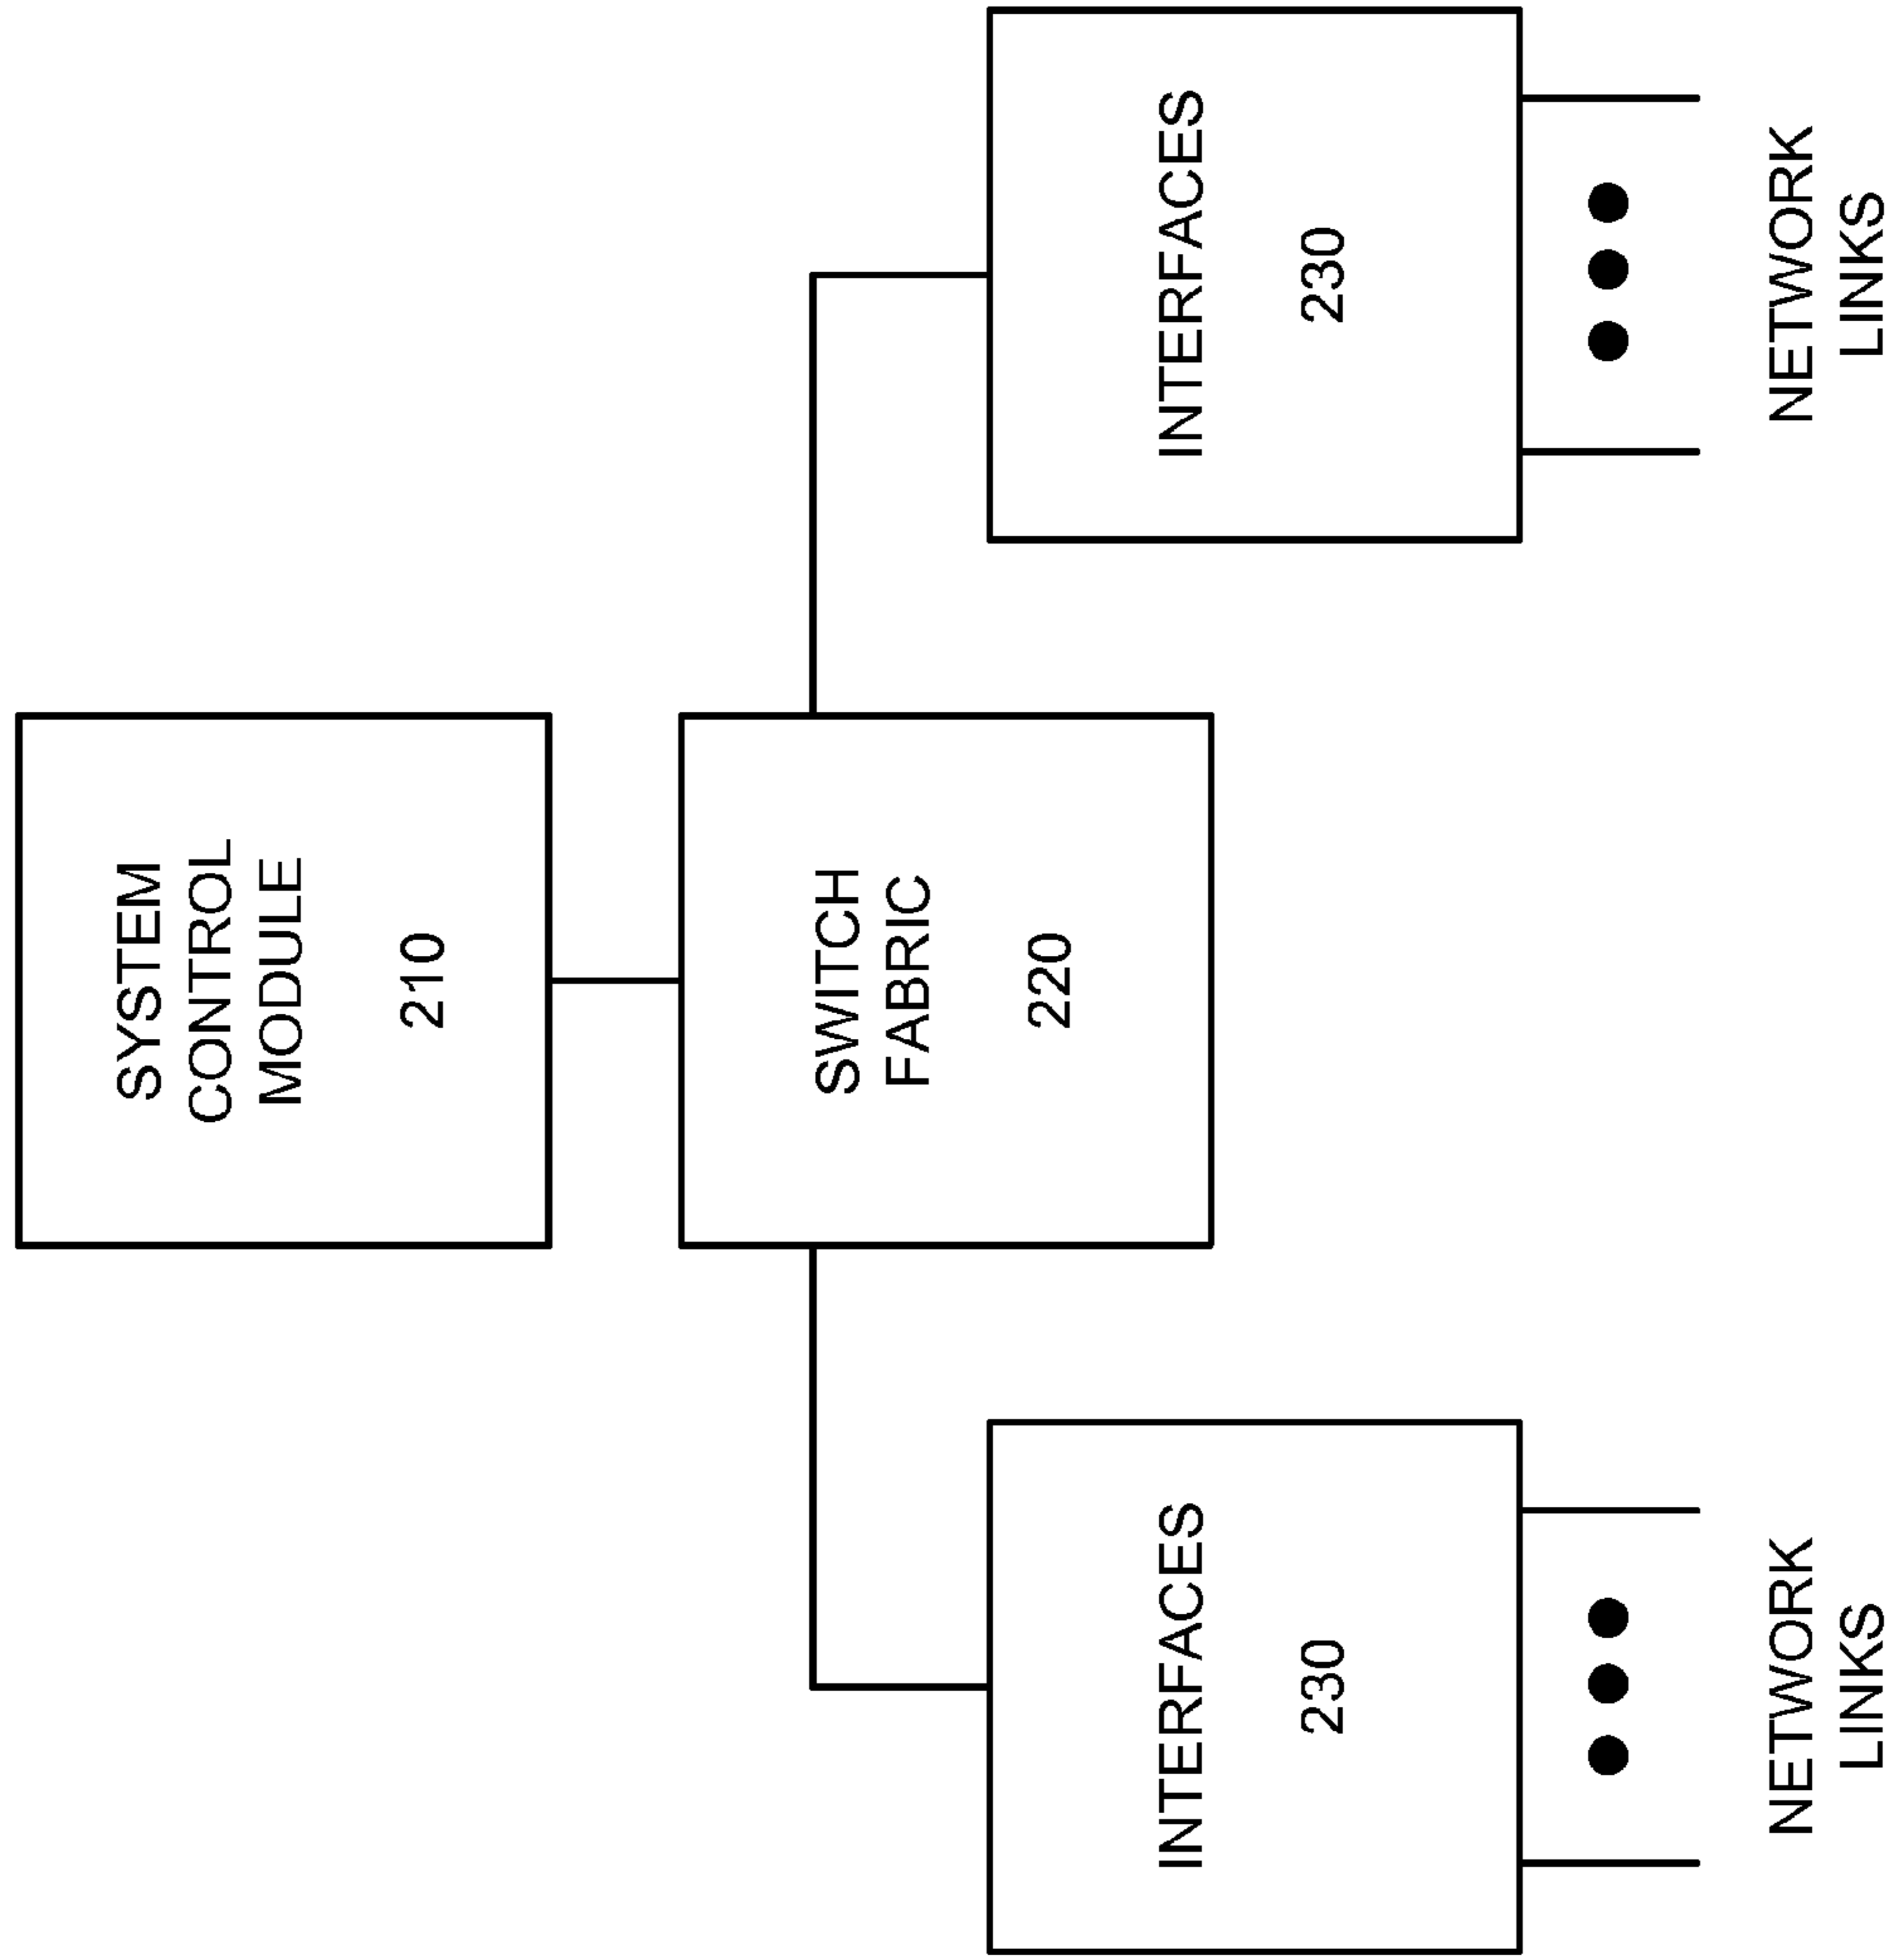 SYSTEM
CONTROL
MODULE
210
SWITCH
FABRIC
220
INTERFACES
230
NETWORK
LINKS
INTERFACES
230
NETWORK
LINKS